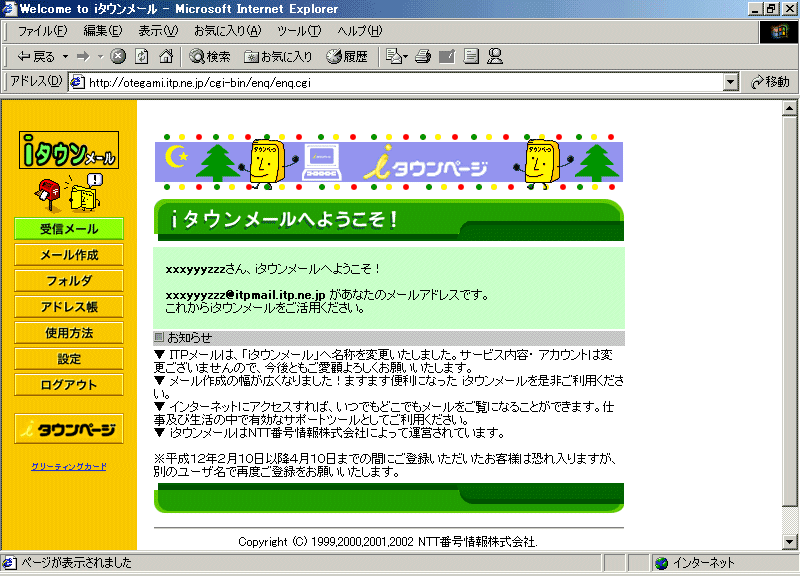 Welcome to iタウンメール - Microsoft Internet Explorer
ファイル(F) 編集(E) 表示(V) お気に入り(A) ツール(T) ヘルプ(H)
戻る 検索 お気に入り 履歴
アドレス(D) http://otegami.itp.ne.jp/cgi-bin/enq/enq.cgi 移動
iタウンメール
受信メール
メール作成
フォルダ
アドレス帳
使用方法
設定
ログアウト
iタウンページ
グリーティングカード
iタウンページ
iタウンメールへようこそ！
xxxyyyzzzさん、iタウンメールへようこそ！
xxxyyyzzz@itpmail.itp.ne.jp があなたのメールアドレスです。
これからiタウンメールをご活用ください。
お知らせ
▼ ITPメールは、「iタウンメール」へ名称を変更いたしました。サービス内容・ アカウントは変
更ございませんので、今後ともご愛顧よろしくお願いいたします。
▼ メール作成の幅が広くなりました！ますます便利になった iタウンメールを是非ご利用くださ
い。
▼ インターネットにアクセスすれば、いつでもどこでもメールをご覧になることができます。仕
事及び生活の中で有効なサポートツールとしてご利用ください。
▼ iタウンメールはNTT番号情報株式会社によって運営されています。
※平成12年2月10日以降4月10日までの間にご登録いただいたお客様は恐れ入りますが、
別のユーザ名で再度ご登録をお願いいたします。
Copyright (C) 1999,2000,2001,2002 NTT番号情報株式会社.
ページが表示されました インターネット